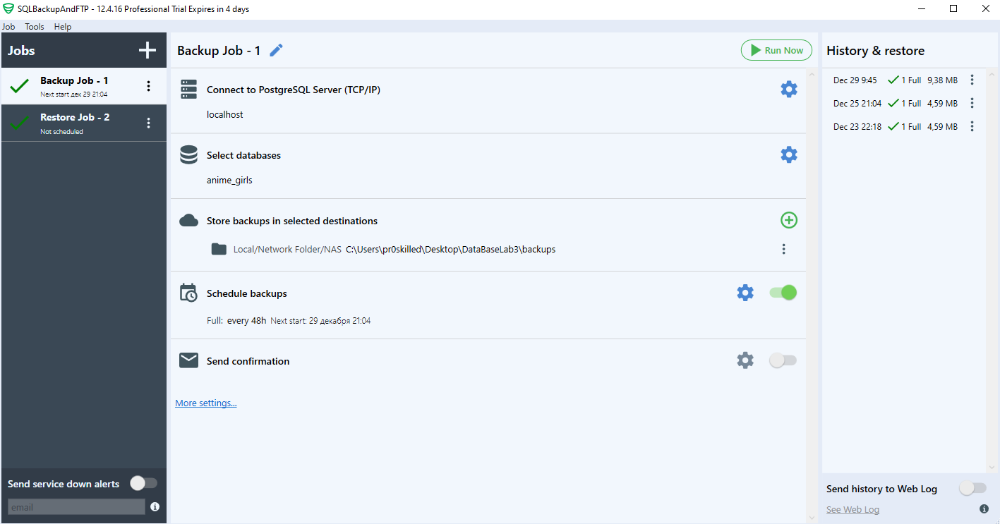 SQLBackupAndFTP - 12.4.16 Professional Trial Expires in 4 days
Job Tools Help
Jobs
Backup Job - 1
Next start дек 29 21:04
Restore Job - 2
Not scheduled
Send service down alerts
email
Backup Job - 1
Run Now
Connect to PostgreSQL Server (TCP/IP)
localhost
Select databases
anime_girls
Store backups in selected destinations
Local/Network Folder/NAS C:\Users\pr0skilled\Desktop\DataBaseLab3\backups
Schedule backups
Full: every 48h Next start: 29 декабря 21:04
Send confirmation
More settings...
History & restore
Dec 29 9:45 1 Full 9,38 MB
Dec 25 21:04 1 Full 4,59 MB
Dec 23 22:18 1 Full 4,59 MB
Send history to Web Log
See Web Log